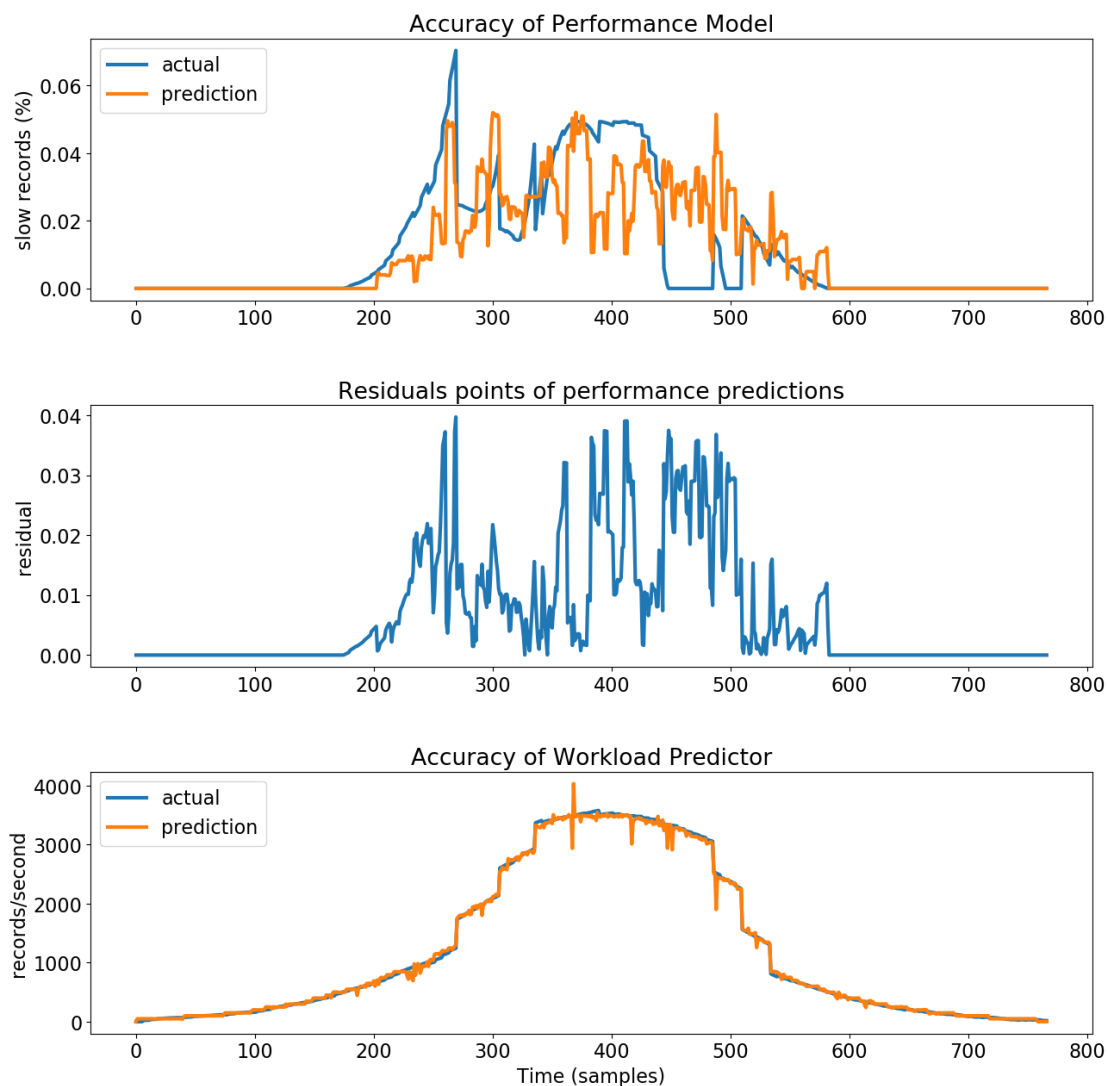 Accuracy of Performance Model
slow records (%)
actual
prediction
0.06
0.04
0.02
0.00
0 100 200 300 400 500 600 700 800
Residuals points of performance predictions
residual
0.04
0.03
0.02
0.01
0.00
0 100 200 300 400 500 600 700 800
Accuracy of Workload Predictor
records/second
actual
prediction
4000
3000
2000
1000
0
0 100 200 300 400 500 600 700 800
Time (samples)